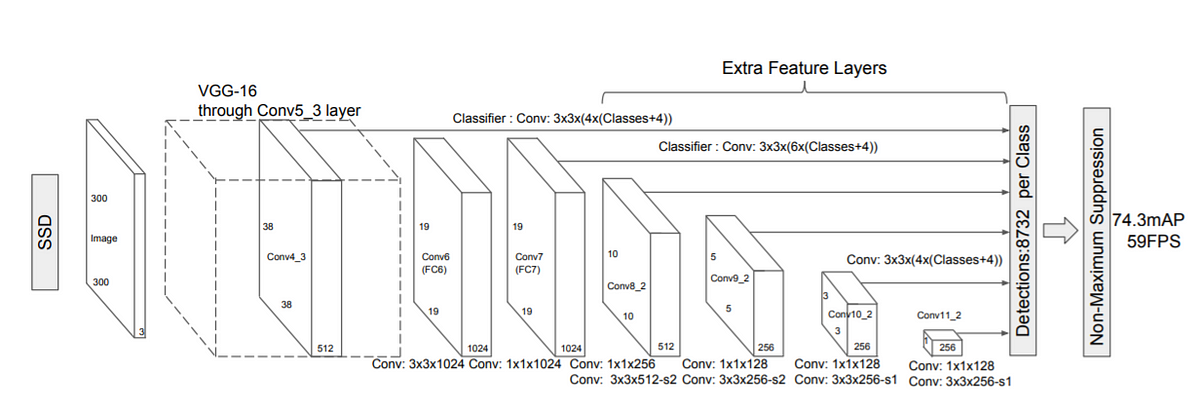 Extra Feature Layers
VGG-16
through Conv5_3 layer
Classifier : Conv: 3x3x(4x(Classes+4))
Classifier : Conv: 3x3x(6x(Classes+4))
SSD
300
Image
300
3
38
Conv4_3
38
512
19
Conv6
(FC6)
19
1024
19
Conv7
(FC7)
19
1024
10
Conv8_2
10
512
5
Conv9_2
5
256
Conv: 3x3x(4x(Classes+4))
3
Conv10_2
3
256
Conv11_2
1
256
Detections:8732 per Class
Non-Maximum Suppression
74.3mAP
59FPS
Conv: 3x3x1024
Conv: 1x1x1024
Conv: 1x1x256
Conv: 3x3x512-s2
Conv: 1x1x128
Conv: 3x3x256-s2
Conv: 1x1x128
Conv: 3x3x256-s1
Conv: 1x1x128
Conv: 3x3x256-s1